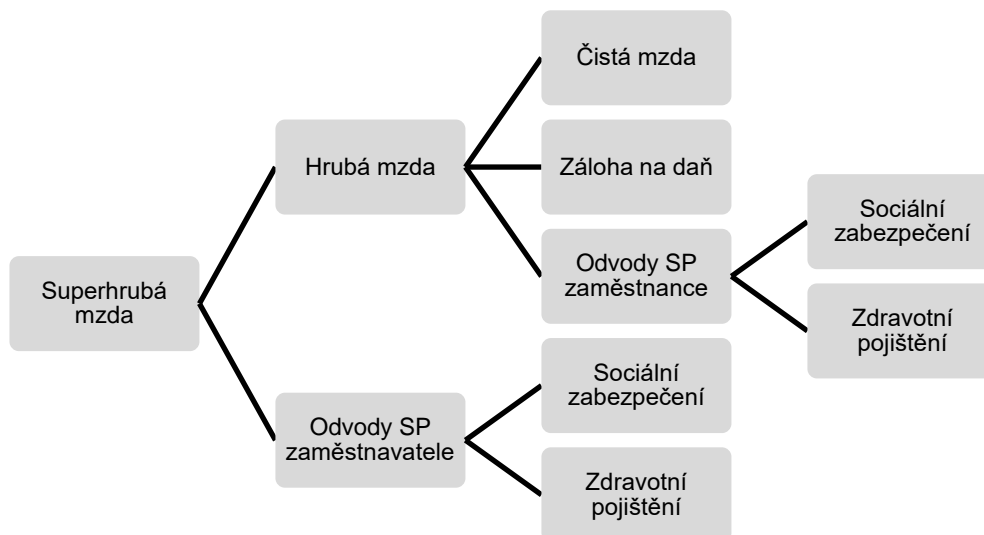 Čistá mzda
Hrubá mzda
Záloha na daň
Sociální
zabezpečení
Odvody SP
zaměstnance
Superhrubá
mzda
Zdravotní
pojištění
Sociální
zabezpečení
Odvody SP
zaměstnavatele
Zdravotní
pojištění